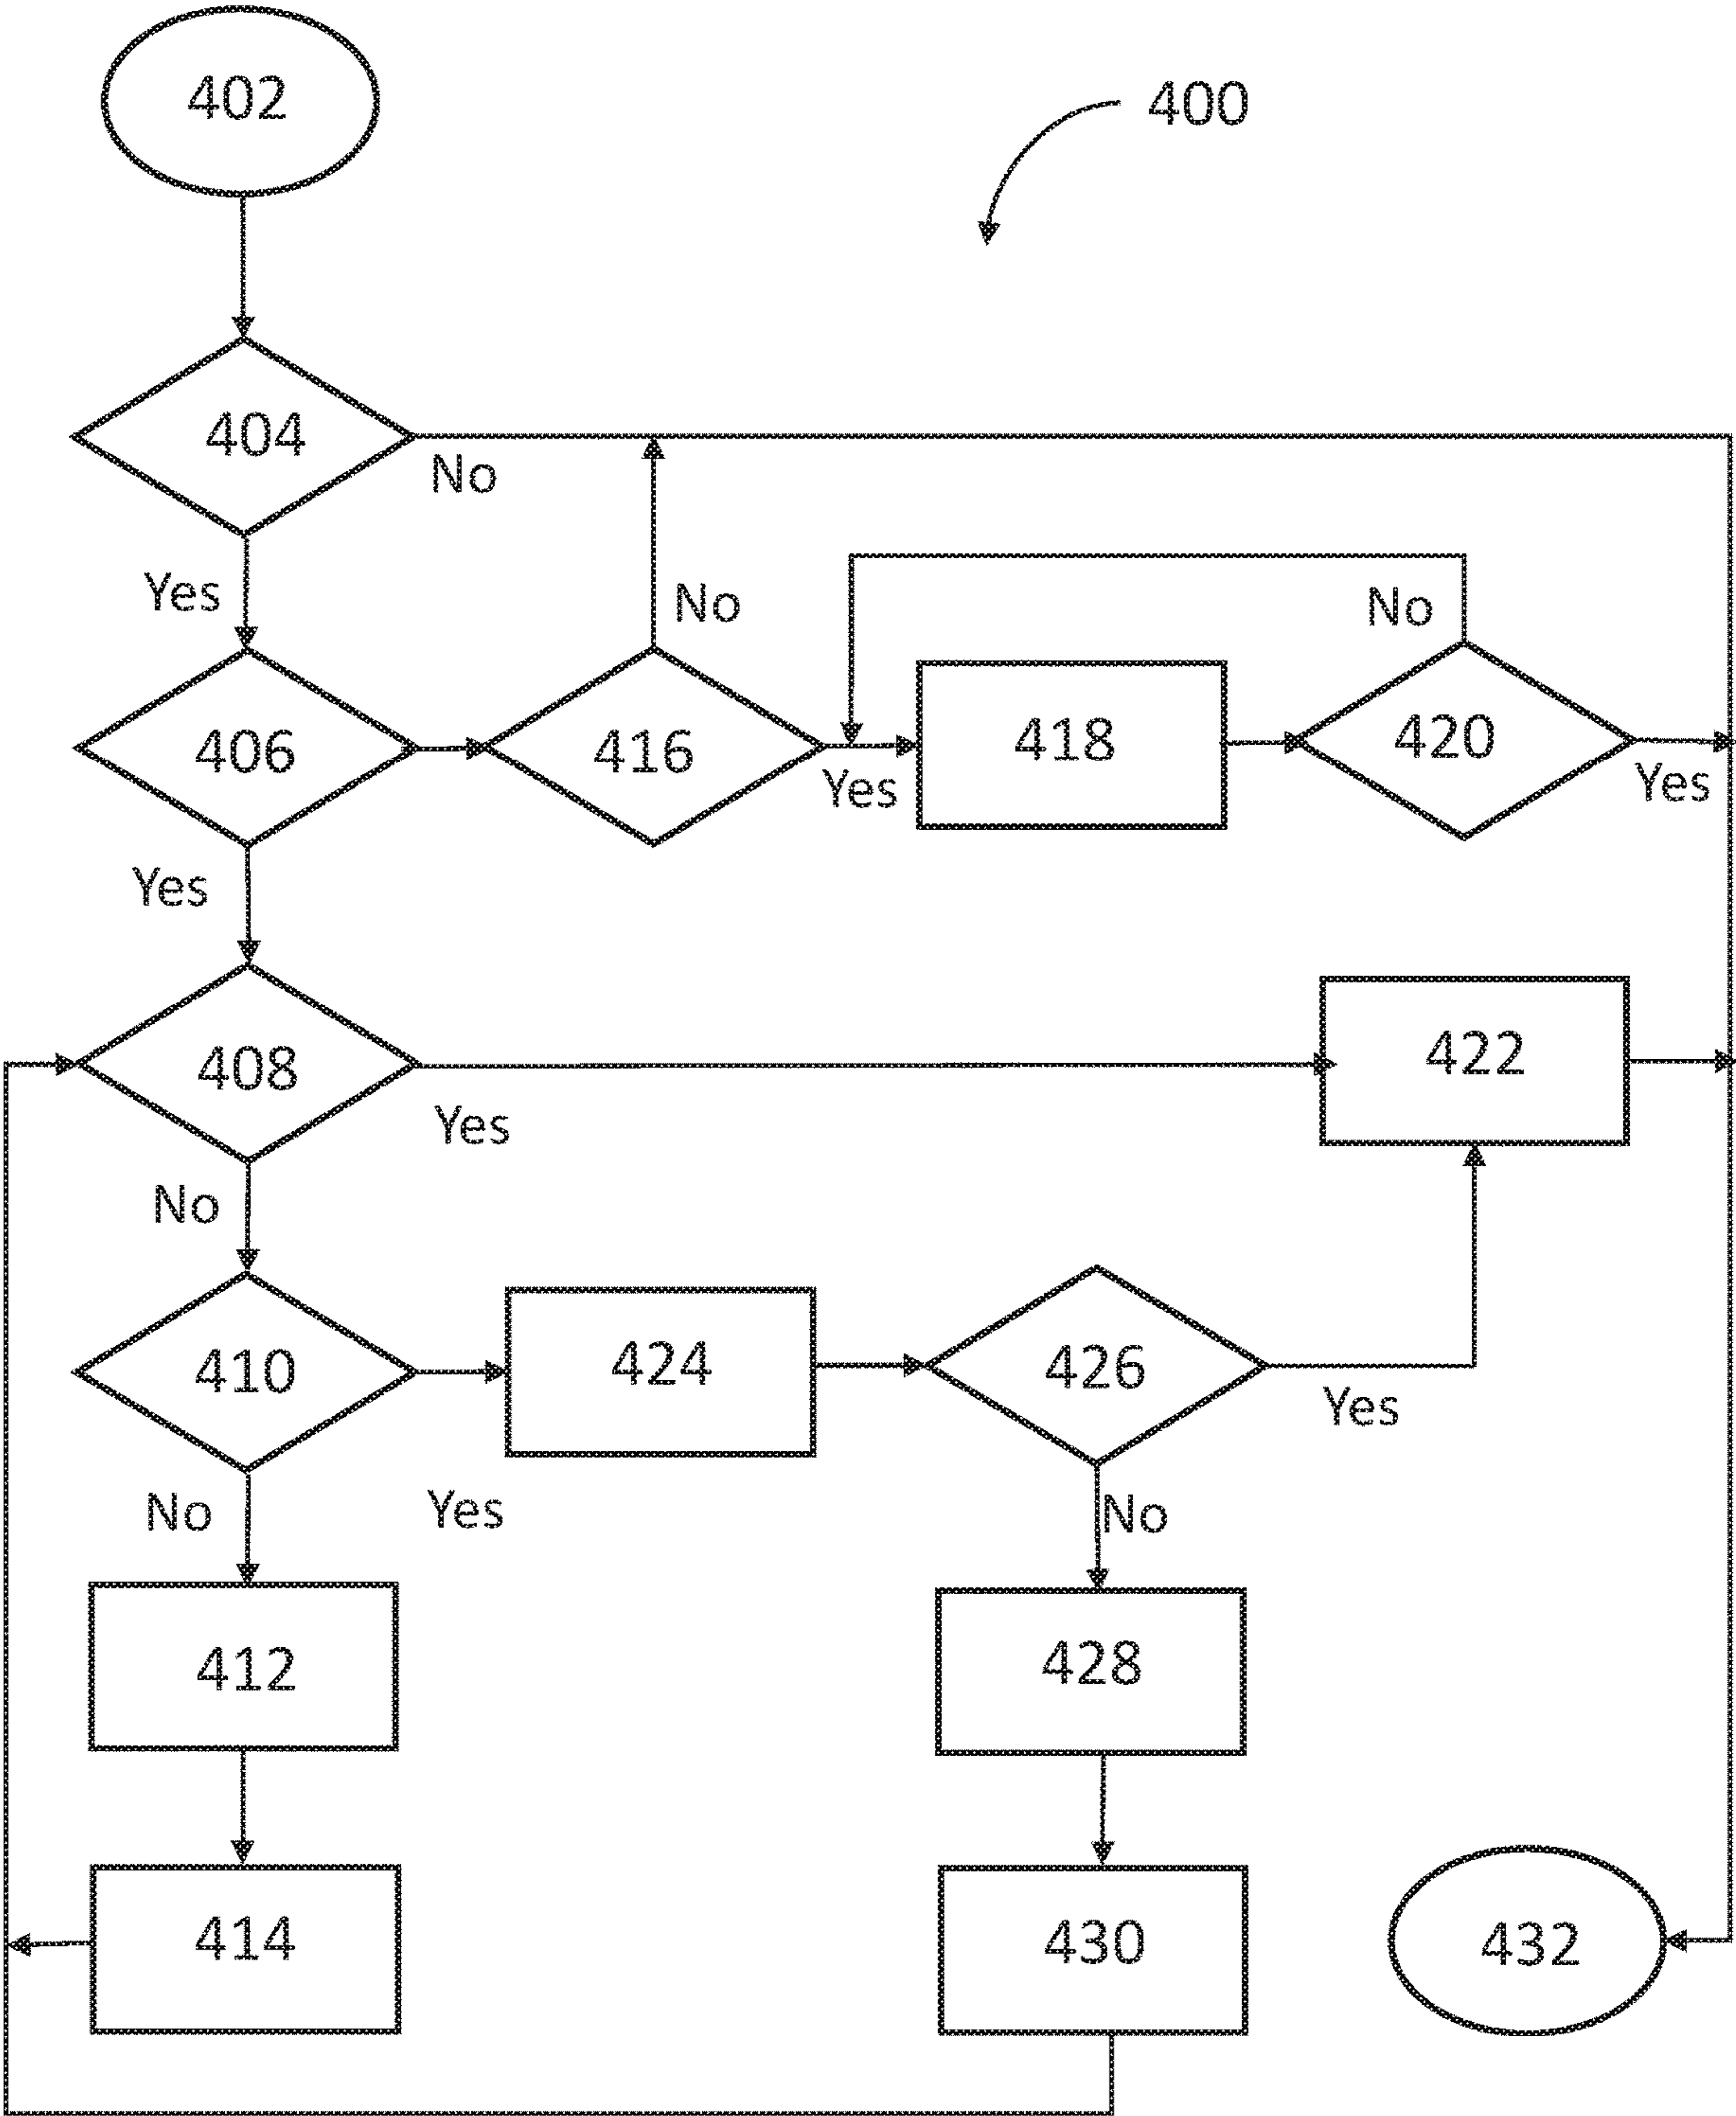 402
400
404
No
Yes
No
No
406
416
418
420
Yes
Yes
Yes
408
422
Yes
No
410
424
426
Yes
No
Yes
No
412
428
414
430
432